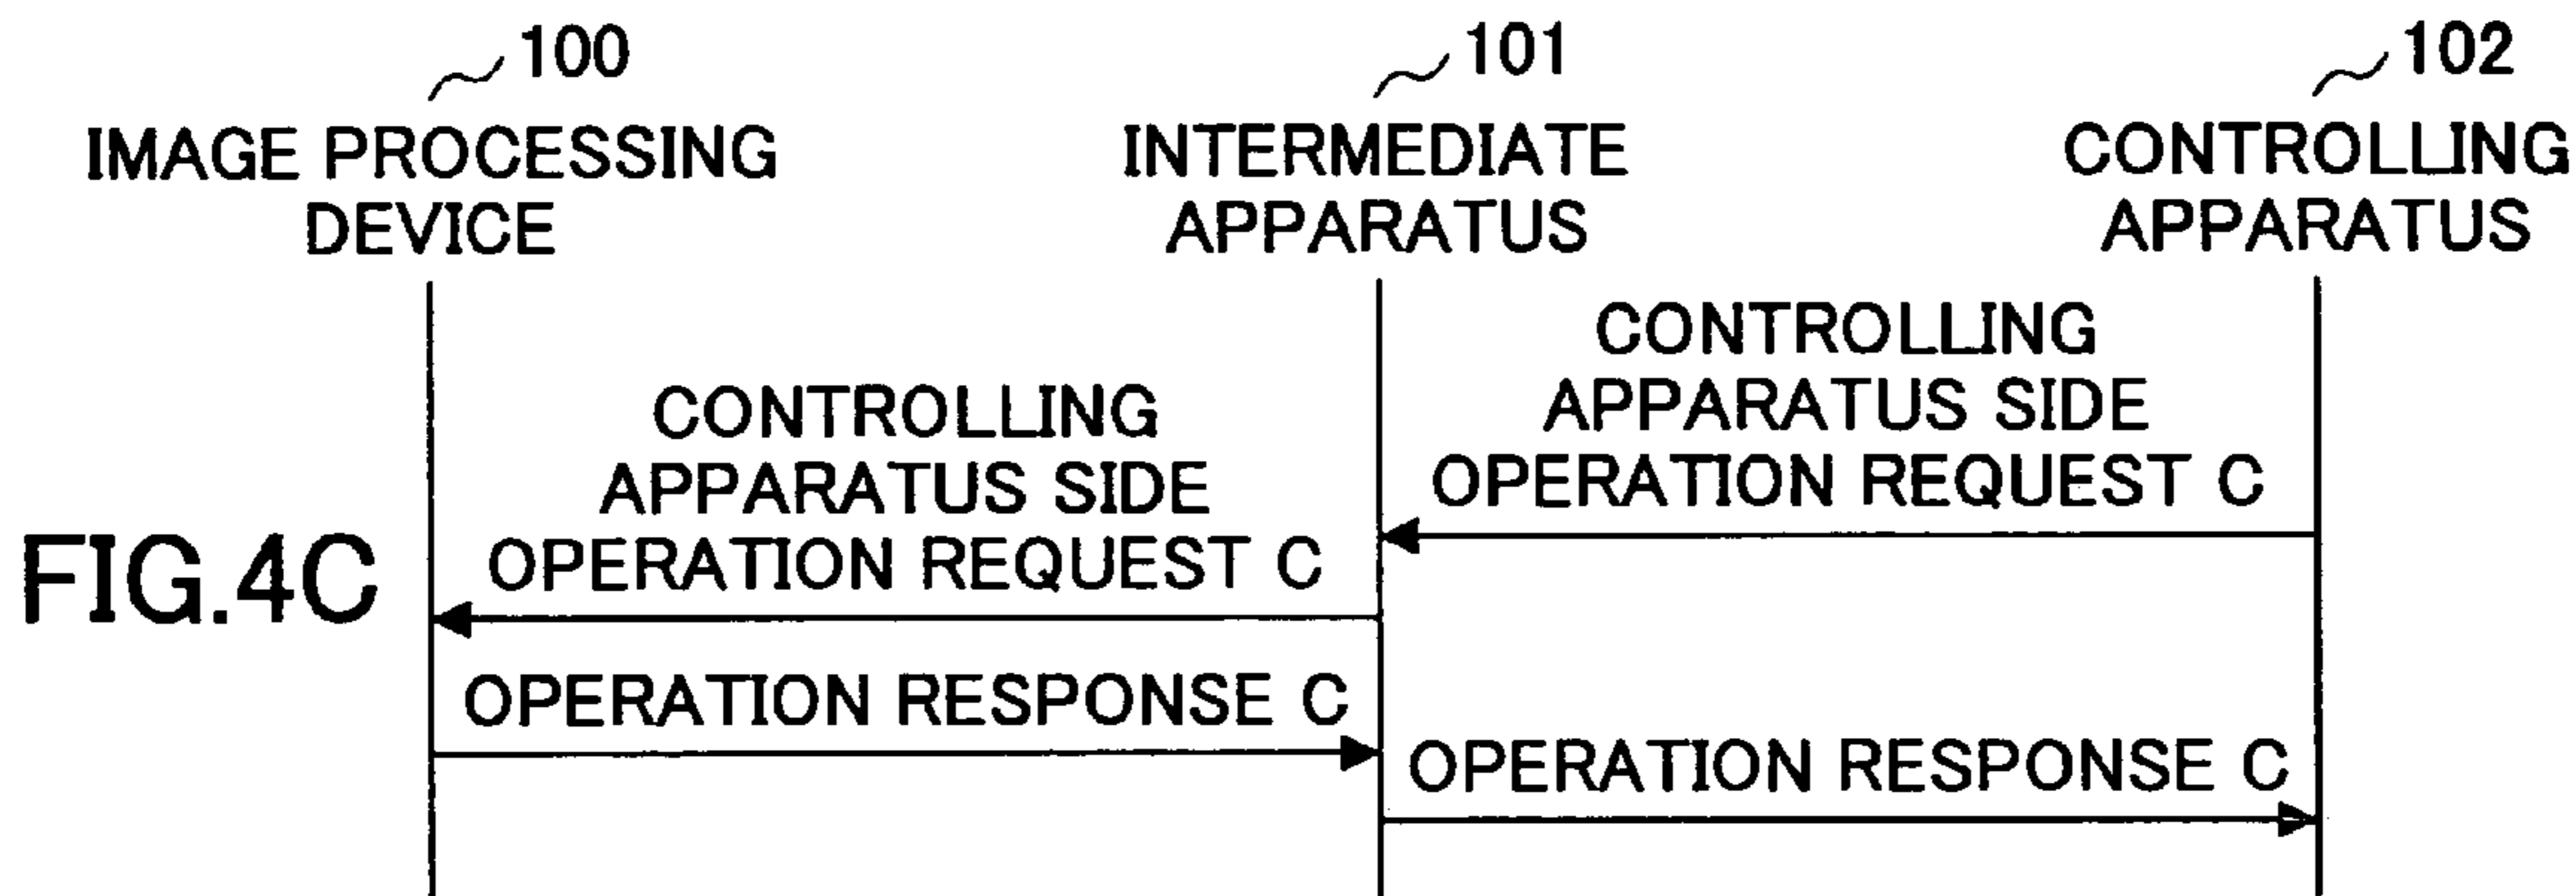 100
101
102
IMAGE PROCESSING
DEVICE
INTERMEDIATE
APPARATUS
CONTROLLING
APPARATUS
CONTROLLING
APPARATUS SIDE
OPERATION REQUEST C
CONTROLLING
APPARATUS SIDE
OPERATION REQUEST C
FIG.4C
OPERATION RESPONSE C
OPERATION RESPONSE C